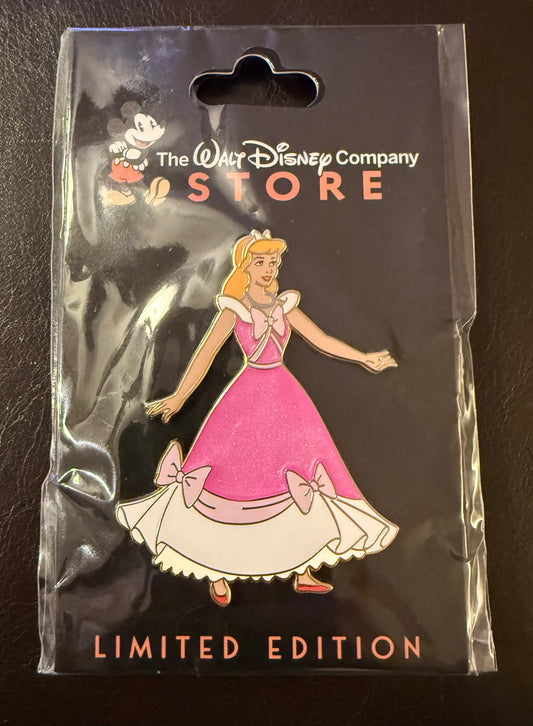 The Walt Disney Company
STORE
LIMITED EDITION